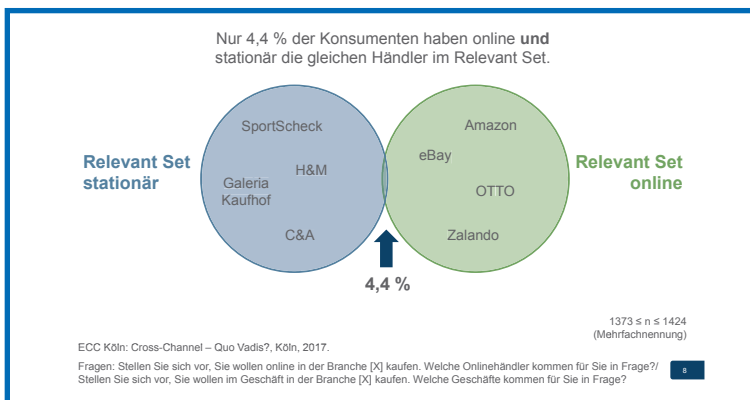 Nur 4,4 % der Konsumenten haben online und
stationär die gleichen Händler im Relevant Set.
Relevant Set
stationär
SportScheck
H&M
Galeria
Kaufhof
C&A
Amazon
eBay
OTTO
Zalando
Relevant Set
online
4,4 %
1373 ≤ n ≤ 1424
(Mehrfachnennung)
ECC Köln: Cross-Channel – Quo Vadis?, Köln, 2017.
Fragen: Stellen Sie sich vor, Sie wollen online in der Branche [X] kaufen. Welche Onlinehändler kommen für Sie in Frage?/
Stellen Sie sich vor, Sie wollen im Geschäft in der Branche [X] kaufen. Welche Geschäfte kommen für Sie in Frage?
8